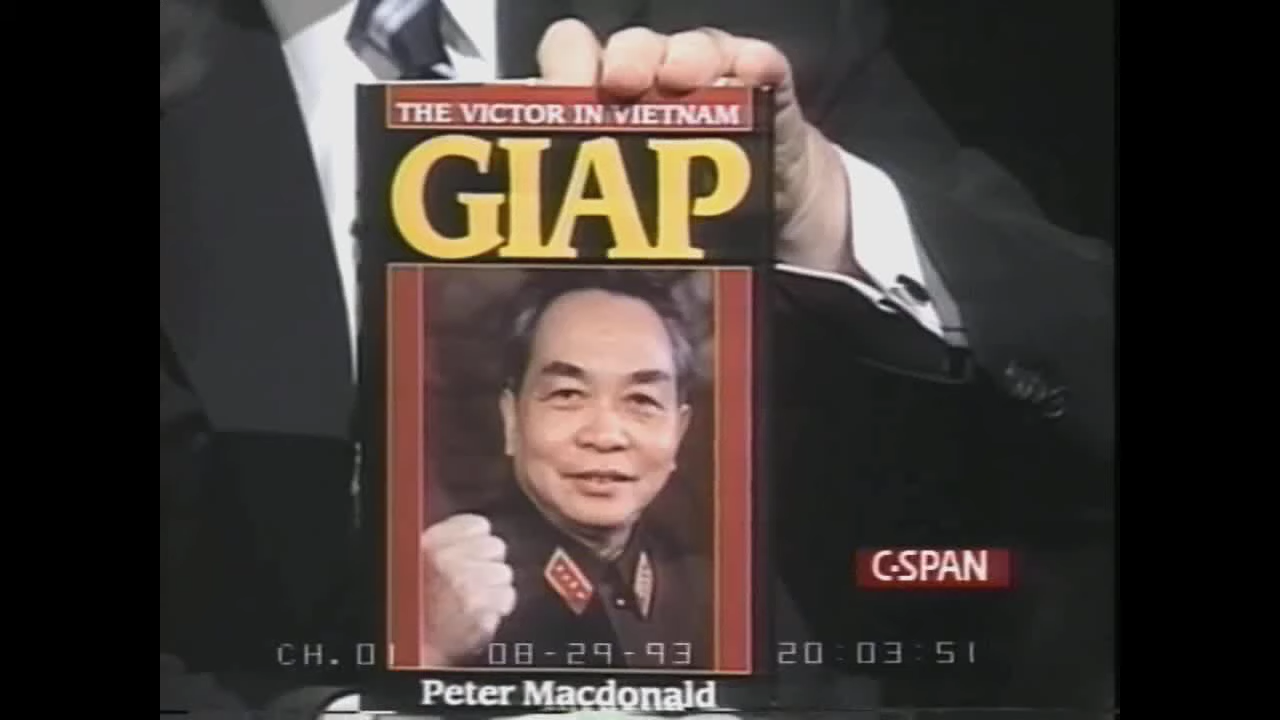 THE VICTOR IN VIETNAM
GIAP
C-SPAN
CH. 01 08-29-93 20:03:51
Peter Macdonald